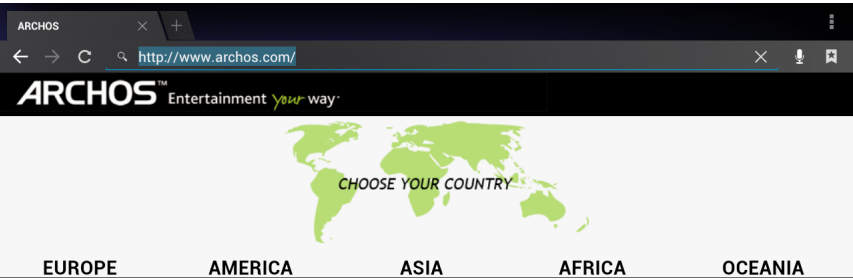 ARCHOS
http://www.archos.com/
ARCHOS™ Entertainment your way™
CHOOSE YOUR COUNTRY
EUROPE AMERICA ASIA AFRICA OCEANIA